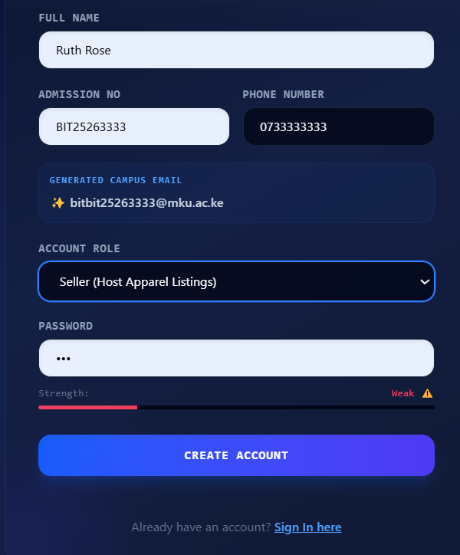 FULL NAME
Ruth Rose
ADMISSION NO PHONE NUMBER
BIT25263333 0733333333
GENERATED CAMPUS EMAIL
✨ bitbit25263333@mku.ac.ke
ACCOUNT ROLE
Seller (Host Apparel Listings)
PASSWORD
•••
Strength: Weak ⚠️
CREATE ACCOUNT
Already have an account? Sign In here